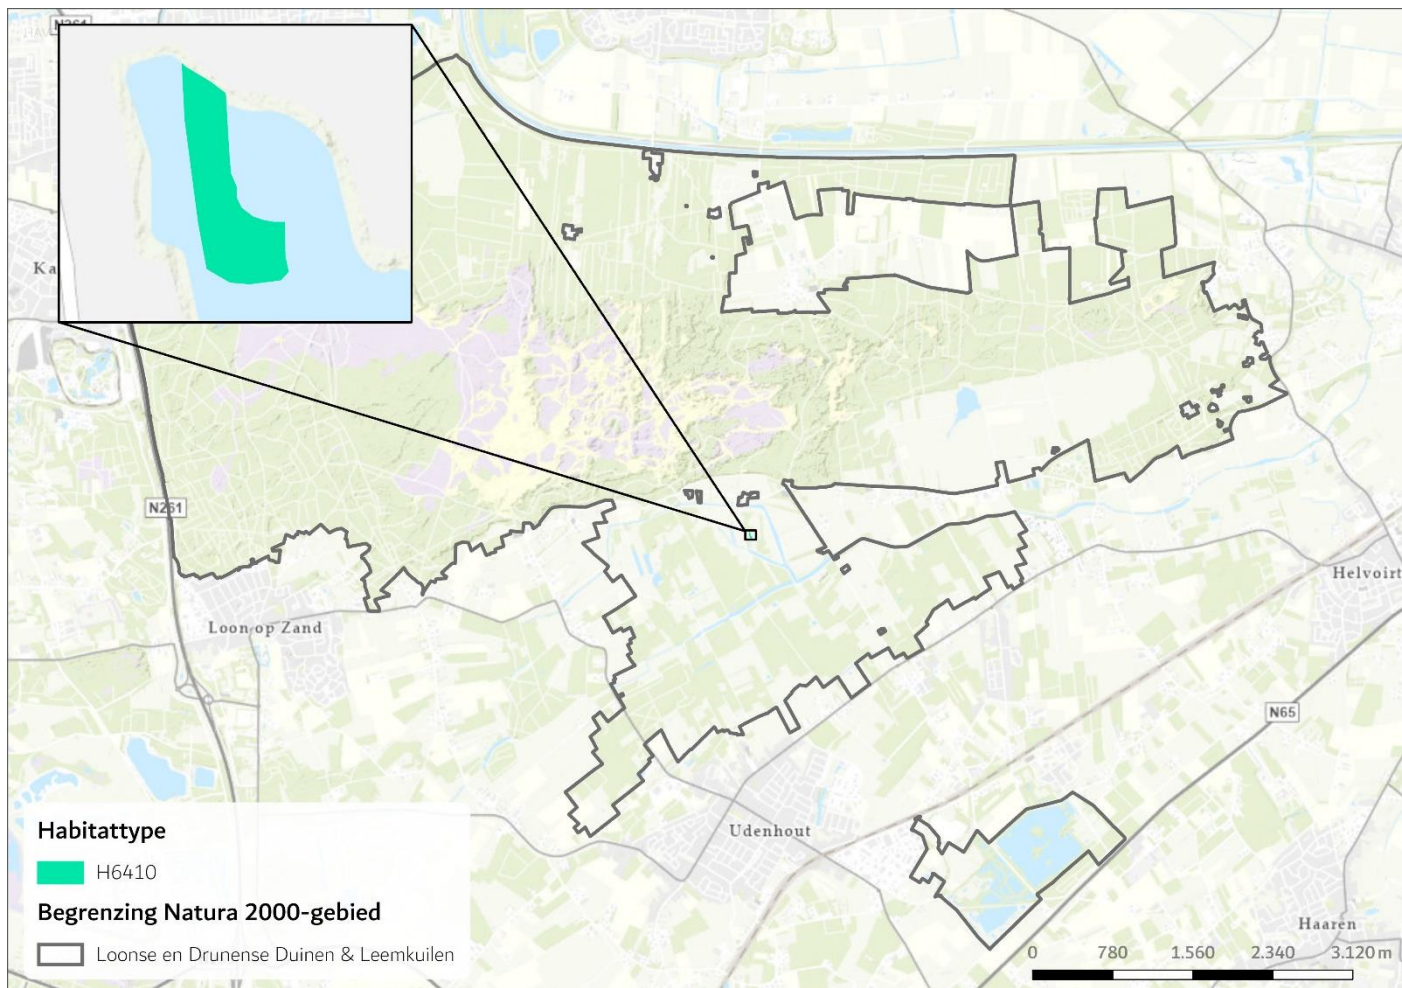 N261
Ka
N261
Loon op Zand
Helvoirt
N65
Udenhout
Haaren
Habitattype
H6410
Begrenzing Natura 2000-gebied
Loonse en Drunense Duinen & Leemkuilen
0 780 1.560 2.340 3.120 m